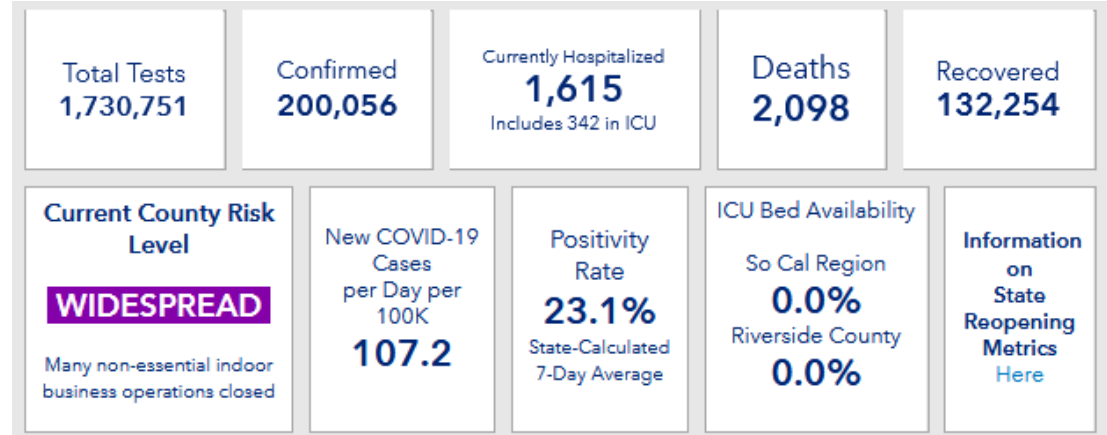 Total Tests
1,730,751
Confirmed
200,056
Currently Hospitalized
1,615
Includes 342 in ICU
Deaths
2,098
Recovered
132,254
Current County Risk
Level
WIDESPREAD
Many non-essential indoor
business operations closed
New COVID-19
Cases
per Day per
100K
107.2
Positivity
Rate
23.1%
State-Calculated
7-Day Average
ICU Bed Availability
So Cal Region
0.0%
Riverside County
0.0%
Information
on
State
Reopening
Metrics
Here